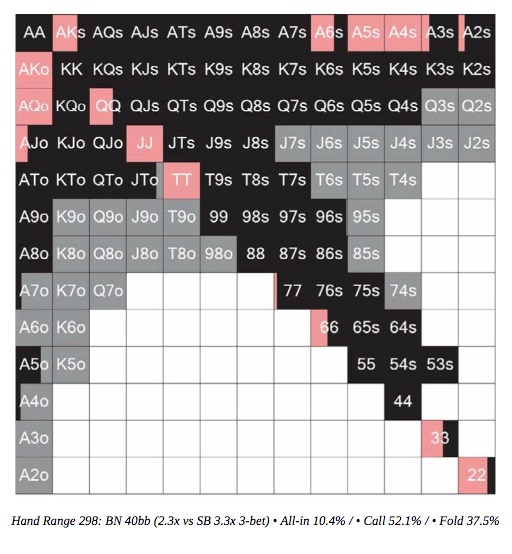 AA AKs AQs AJs ATs A9s A8s A7s A6s A5s A4s A3s A2s
AKo KK KQs KJs KTs K9s K8s K7s K6s K5s K4s K3s K2s
AQo KQo QQ QJs QTs Q9s Q8s Q7s Q6s Q5s Q4s Q3s Q2s
AJo KJo QJo JJ JTs J9s J8s J7s J6s J5s J4s J3s J2s
ATo KTo QTo JTo TT T9s T8s T7s T6s T5s T4s
A9o K9o Q9o J9o T9o 99 98s 97s 96s 95s
A8o K8o Q8o J8o T8o 98o 88 87s 86s 85s
A7o K7o Q7o 77 76s 75s 74s
A6o K6o 66 65s 64s
A5o K5o 55 54s 53s
A4o 44
A3o 33
A2o 22
Hand Range 298: BN 40bb (2.3x vs SB 3.3x 3-bet) • All-in 10.4% / • Call 52.1% / • Fold 37.5%